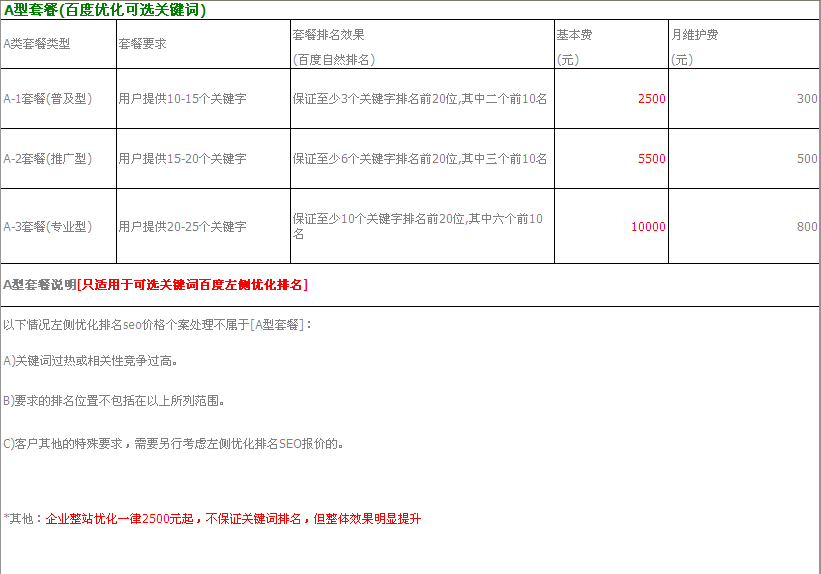 A型套餐(百度优化可选关键词)
A类套餐类型 套餐要求 套餐排名效果 (百度自然排名) 基本费 (元) 月维护费 (元)
A-1套餐(普及型) 用户提供10-15个关键字 保证至少3个关键字排名前20位,其中二个前10名 2500 300
A-2套餐(推广型) 用户提供15-20个关键字 保证至少6个关键字排名前20位,其中三个前10名 5500 500
A-3套餐(专业型) 用户提供20-25个关键字 保证至少10个关键字排名前20位,其中六个前10名 10000 800
A型套餐说明[只适用于可选关键词百度左侧优化排名]
以下情况左侧优化排名seo价格个案处理不属于[A型套餐]：
A)关键词过热或相关性竞争过高。
B)要求的排名位置不包括在以上所列范围。
C)客户其他的特殊要求，需要另行考虑左侧优化排名SEO报价的。
*其他：企业整站优化一律2500元起，不保证关键词排名，但整体效果明显提升